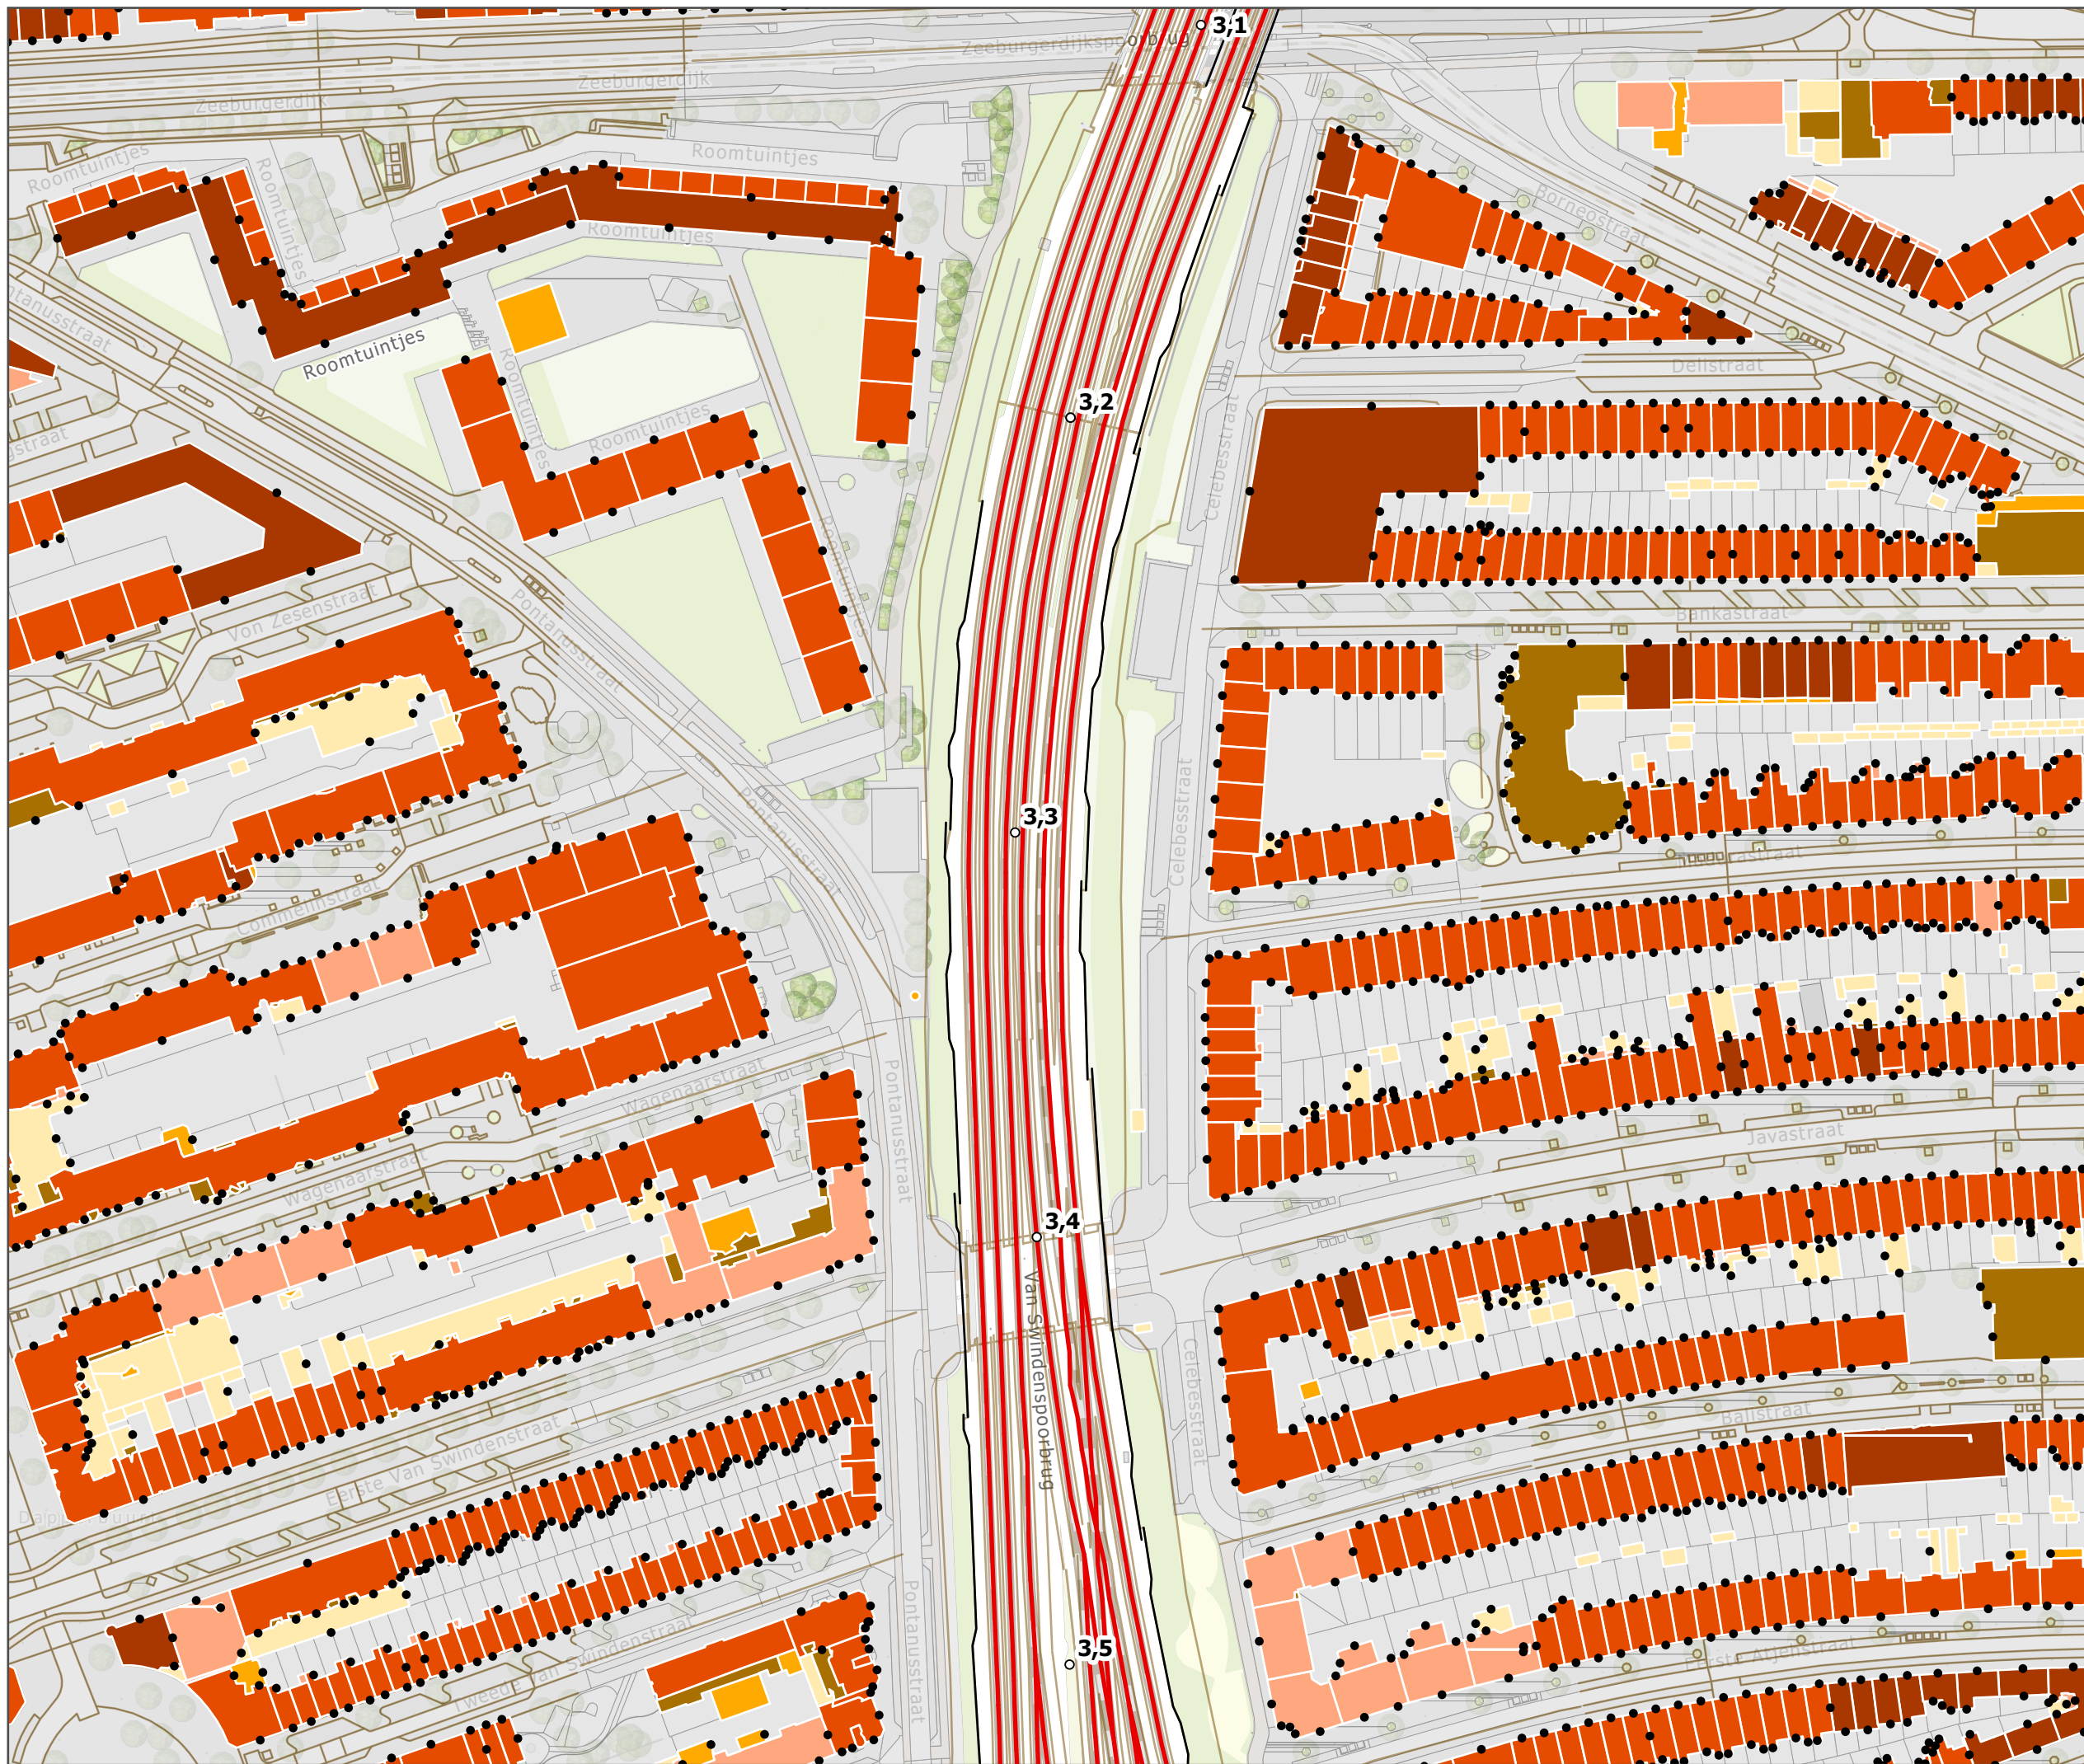 3,1
Zeeburgerdijkspoorbrug
Zeeburgerdijk
Zeeburgerdijk
Roomtuintjes
Roomtuintjes
Roomtuintjes
Borneostraat
Roomtuintjes
ntanusstraat
Roomtuintjes
Roomtuintjes
Delistraat
3,2
Roomtuintjes
gstraat
Celebesstraat
Roomtuintjes
Von Zesenstraat
Pontanusstraat
Bankastraat
3,3
Pontanusstraat
Celebesstraat
Commelinstraat
Wagenaarstraat
Pontanusstraat
Javastraat
Wagenaarstraat
3,4
Van Swindenspoorbrug
Celebesstraat
Balistraat
Eerste Van Swindenstraat
3,5
Tweede Van Swindenstraat
Pontanusstraat
Eerste Atjehstraat